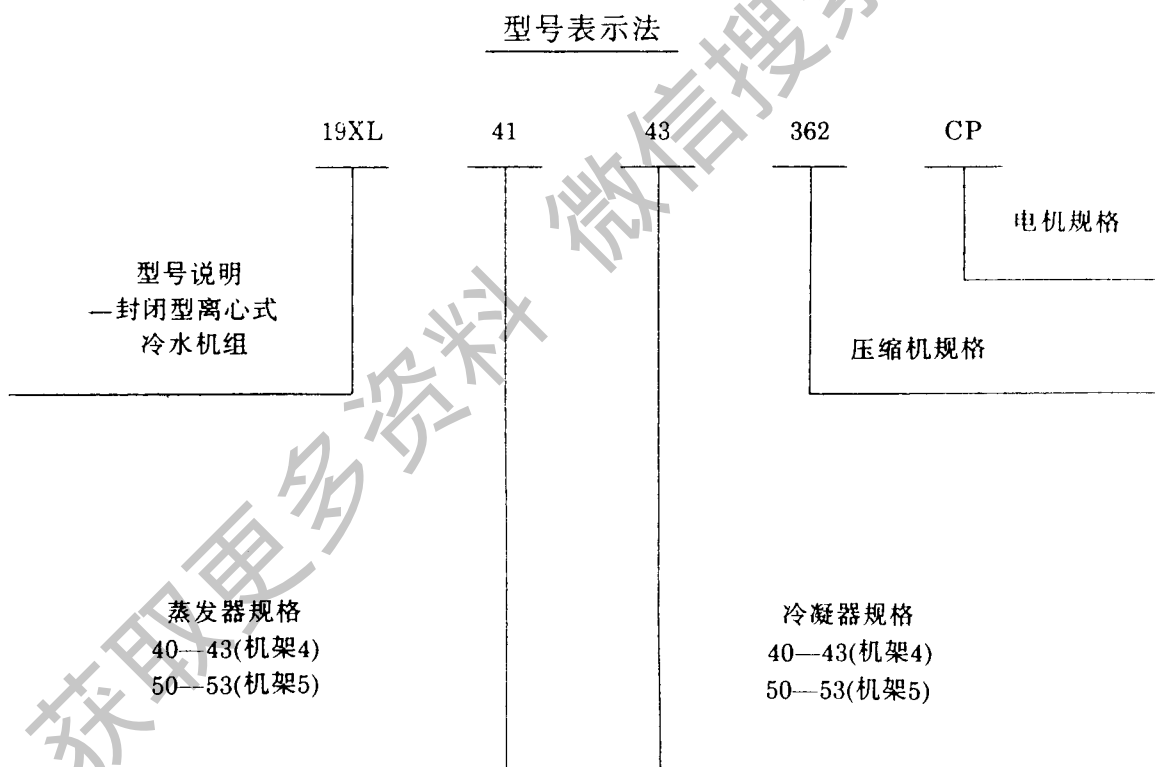 型号表示法
19XL 41 43 362 CP
电机规格
型号说明
—封闭型离心式
冷水机组
压缩机规格
蒸发器规格
40—43(机架4)
50—53(机架5)
冷凝器规格
40—43(机架4)
50—53(机架5)
获取更多资料 微信搜索